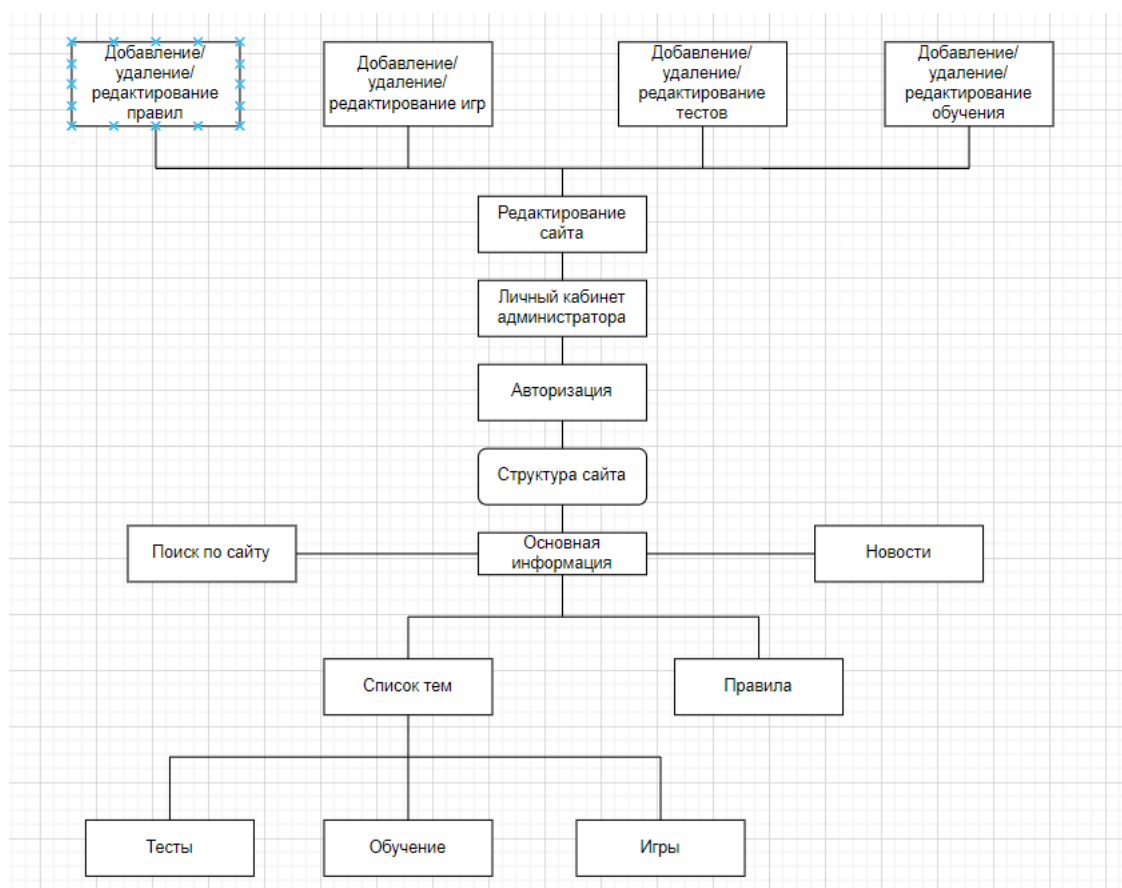 Добавление/
удаление/
редактирование
правил
Добавление/
удаление/
редактирование игр
Добавление/
удаление/
редактирование
тестов
Добавление/
удаление/
редактирование
обучения
Редактирование
сайта
Личный кабинет
администратора
Авторизация
Структура сайта
Поиск по сайту
Основная
информация
Новости
Список тем
Правила
Тесты
Обучение
Игры